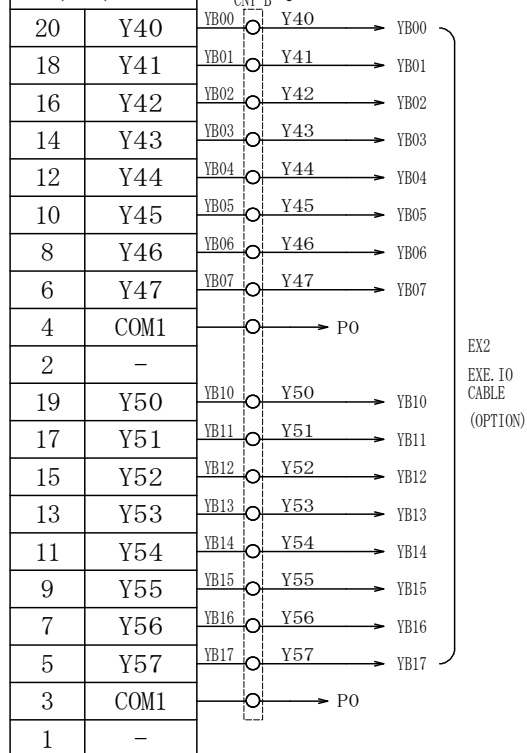 20 Y40 YB00 Y40 YB00
18 Y41 YB01 Y41 YB01
16 Y42 YB02 Y42 YB02
14 Y43 YB03 Y43 YB03
12 Y44 YB04 Y44 YB04
10 Y45 YB05 Y45 YB05
8 Y46 YB06 Y46 YB06
6 Y47 YB07 Y47 YB07
4 COM1 P0
2 -
19 Y50 YB10 Y50 YB10
17 Y51 YB11 Y51 YB11
15 Y52 YB12 Y52 YB12
13 Y53 YB13 Y53 YB13
11 Y54 YB14 Y54 YB14
9 Y55 YB15 Y55 YB15
7 Y56 YB16 Y56 YB16
5 Y57 YB17 Y57 YB17
3 COM1 P0
1 -
EX2
EXE.IO
CABLE
(OPTION)